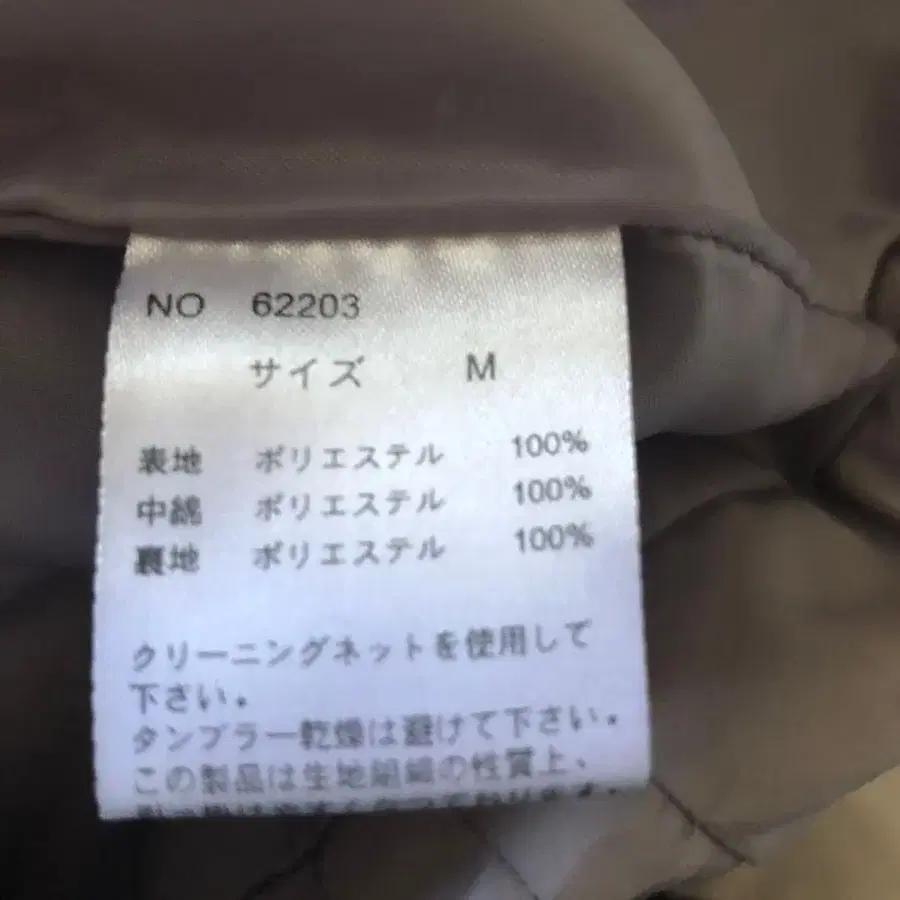 NO 62203
サイズ M
表地 ポリエステル 100%
中綿 ポリエステル 100%
裏地 ポリエステル 100%
クリーニングネットを使用して
下さい。
タンブラー乾燥は避けて下さい。
この製品は生地組織の性質上、